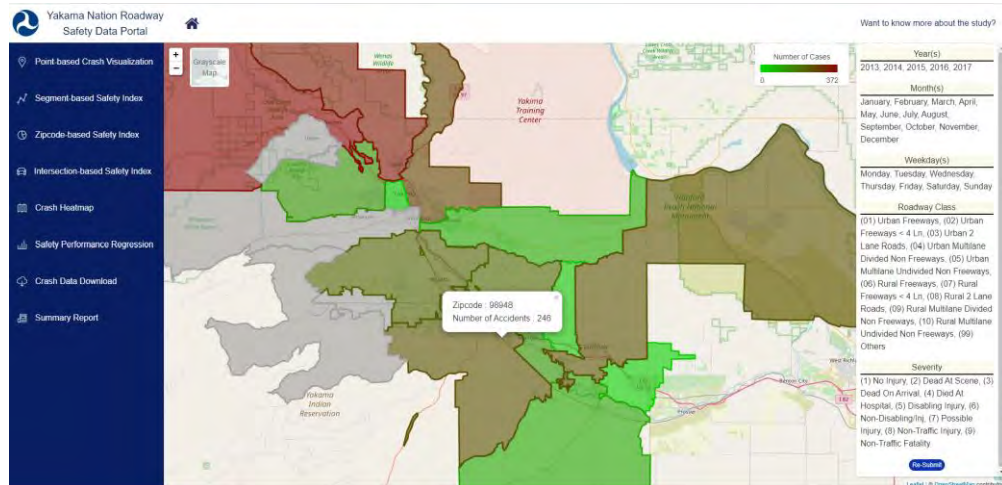 Yakama Nation Roadway
Safety Data Portal
Want to know more about the study?
Point-based Crash Visualization
Segment-based Safety Index
Zipcode-based Safety Index
Intersection-based Safety Index
Crash Heatmap
Safety Performance Regression
Crash Data Download
Summary Report
+
−
Grayscale
Map
Yakima
Training
Center
Number of Cases
0 372
Zipcode : 98948
Number of Accidents : 246
×
Yakama
Indian
Reservation
Prosser
Benton City
Year(s)
2013, 2014, 2015, 2016, 2017
Month(s)
January, February, March, April,
May, June, July, August,
September, October, November,
December
Weekday(s)
Monday, Tuesday, Wednesday,
Thursday, Friday, Saturday, Sunday
Roadway Class
(01) Urban Freeways, (02) Urban
Freeways < 4 Ln, (03) Urban 2
Lane Roads, (04) Urban Multilane
Divided Non Freeways, (05) Urban
Multilane Undivided Non Freeways,
(06) Rural Freeways, (07) Rural
Freeways < 4 Ln, (08) Rural 2 Lane
Roads, (09) Rural Multilane Divided
Non Freeways, (10) Rural Multilane
Undivided Non Freeways, (99)
Others
Severity
(1) No Injury, (2) Dead At Scene, (3)
Dead On Arrival, (4) Died At
Hospital, (5) Disabling Injury, (6)
Non-Disabling/Inj, (7) Possible
Injury, (8) Non-Traffic Injury, (9)
Non-Traffic Fatality
Re-Submit
Leaflet | © OpenStreetMap